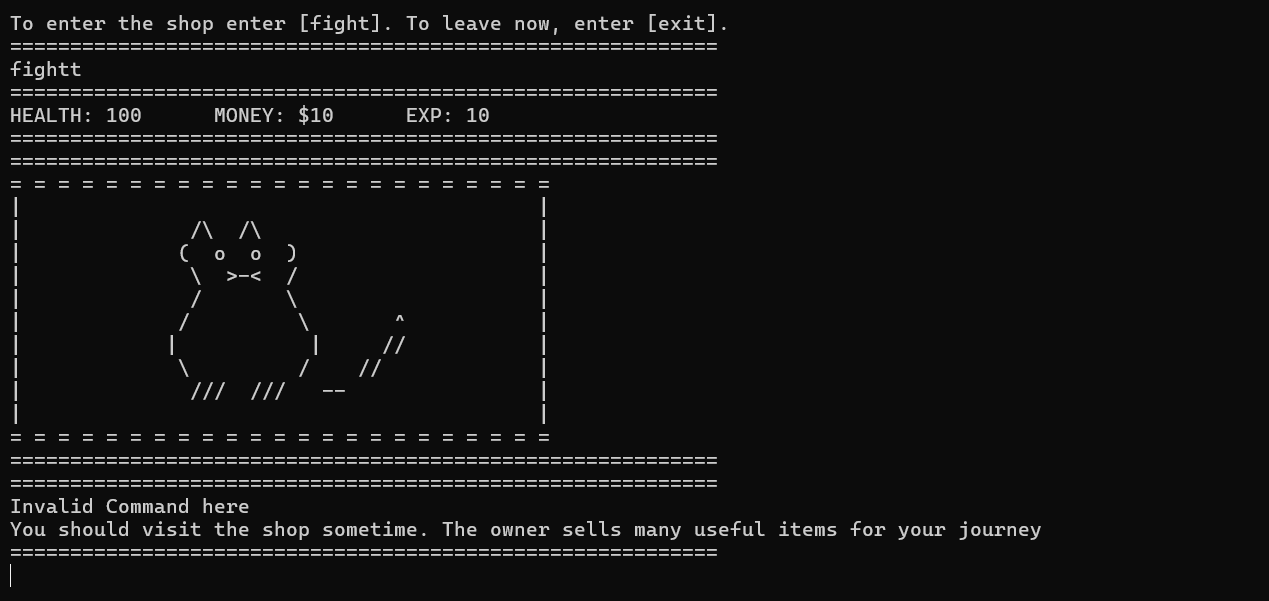 To enter the shop enter [fight]. To leave now, enter [exit].
===========================================================
fightt
===========================================================
HEALTH: 100      MONEY: $10      EXP: 10
===========================================================
===========================================================
= = = = = = = = = = = = = = = = = = = = = = =
|                                           |
|              /\  /\                       |
|             (  o  o  )                    |
|              \  >-<  /                    |
|              /       \                    |
|             /         \       ^           |
|            |           |     //           |
|             \         /    //             |
|              ///  ///   --                |
|                                           |
= = = = = = = = = = = = = = = = = = = = = = =
===========================================================
===========================================================
Invalid Command here
You should visit the shop sometime. The owner sells many useful items for your journey
===========================================================